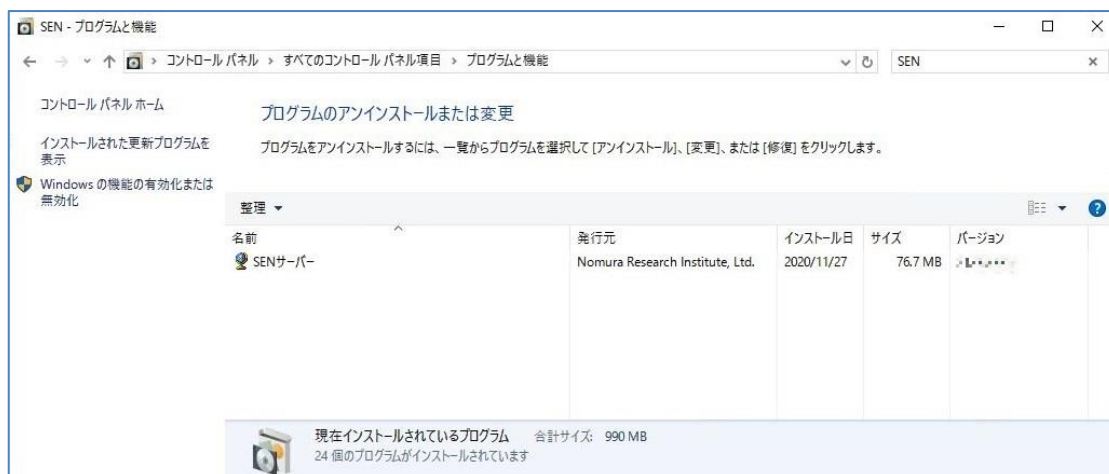 SEN - プログラムと機能
コントロール パネル › すべてのコントロール パネル項目 › プログラムと機能
SEN
コントロール パネル ホーム
インストールされた更新プログラムを
表示
Windows の機能の有効化または
無効化
プログラムのアンインストールまたは変更
プログラムをアンインストールするには、一覧からプログラムを選択して [アンインストール]、[変更]、または [修復] をクリックします。
整理
名前 発行元 インストール日 サイズ バージョン
SENサーバー Nomura Research Institute, Ltd. 2020/11/27 76.7 MB
現在インストールされているプログラム 合計サイズ: 990 MB
24 個のプログラムがインストールされています